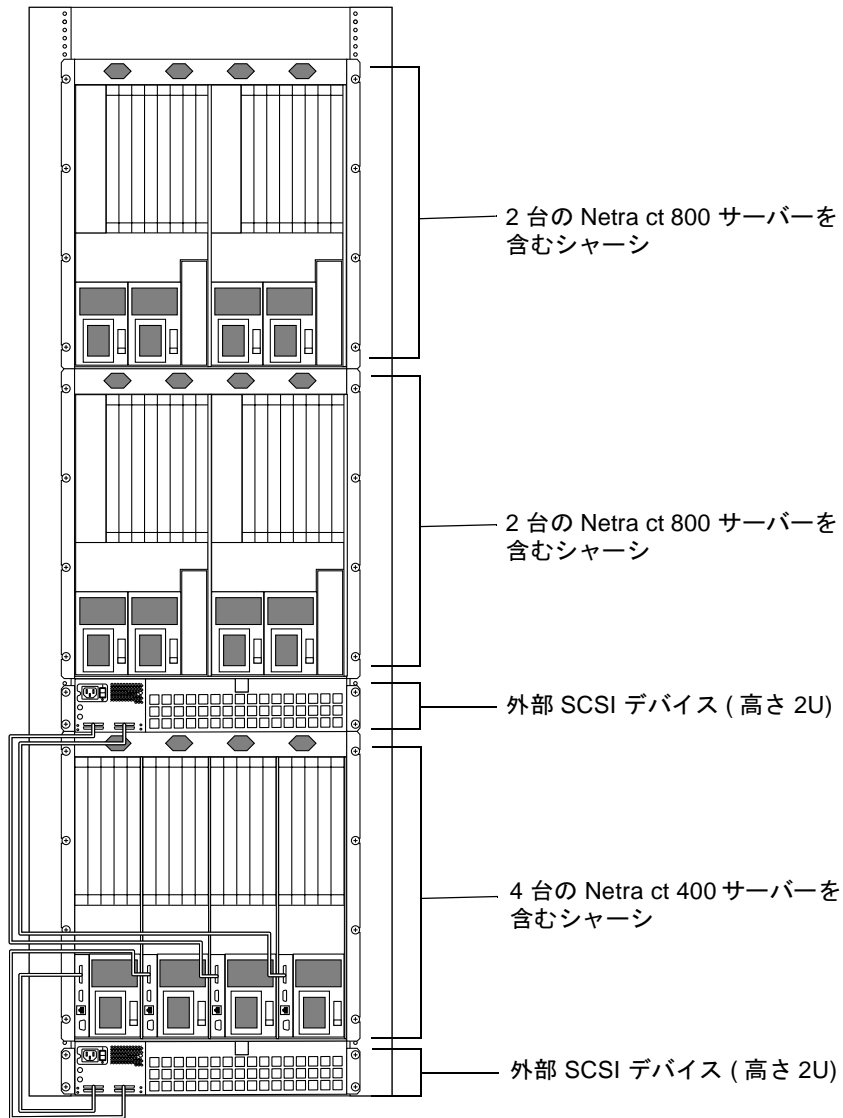 2 台の Netra ct 800 サーバーを
含むシャーシ
2 台の Netra ct 800 サーバーを
含むシャーシ
外部 SCSI デバイス ( 高さ 2U)
4 台の Netra ct 400 サーバーを
含むシャーシ
外部 SCSI デバイス ( 高さ 2U)